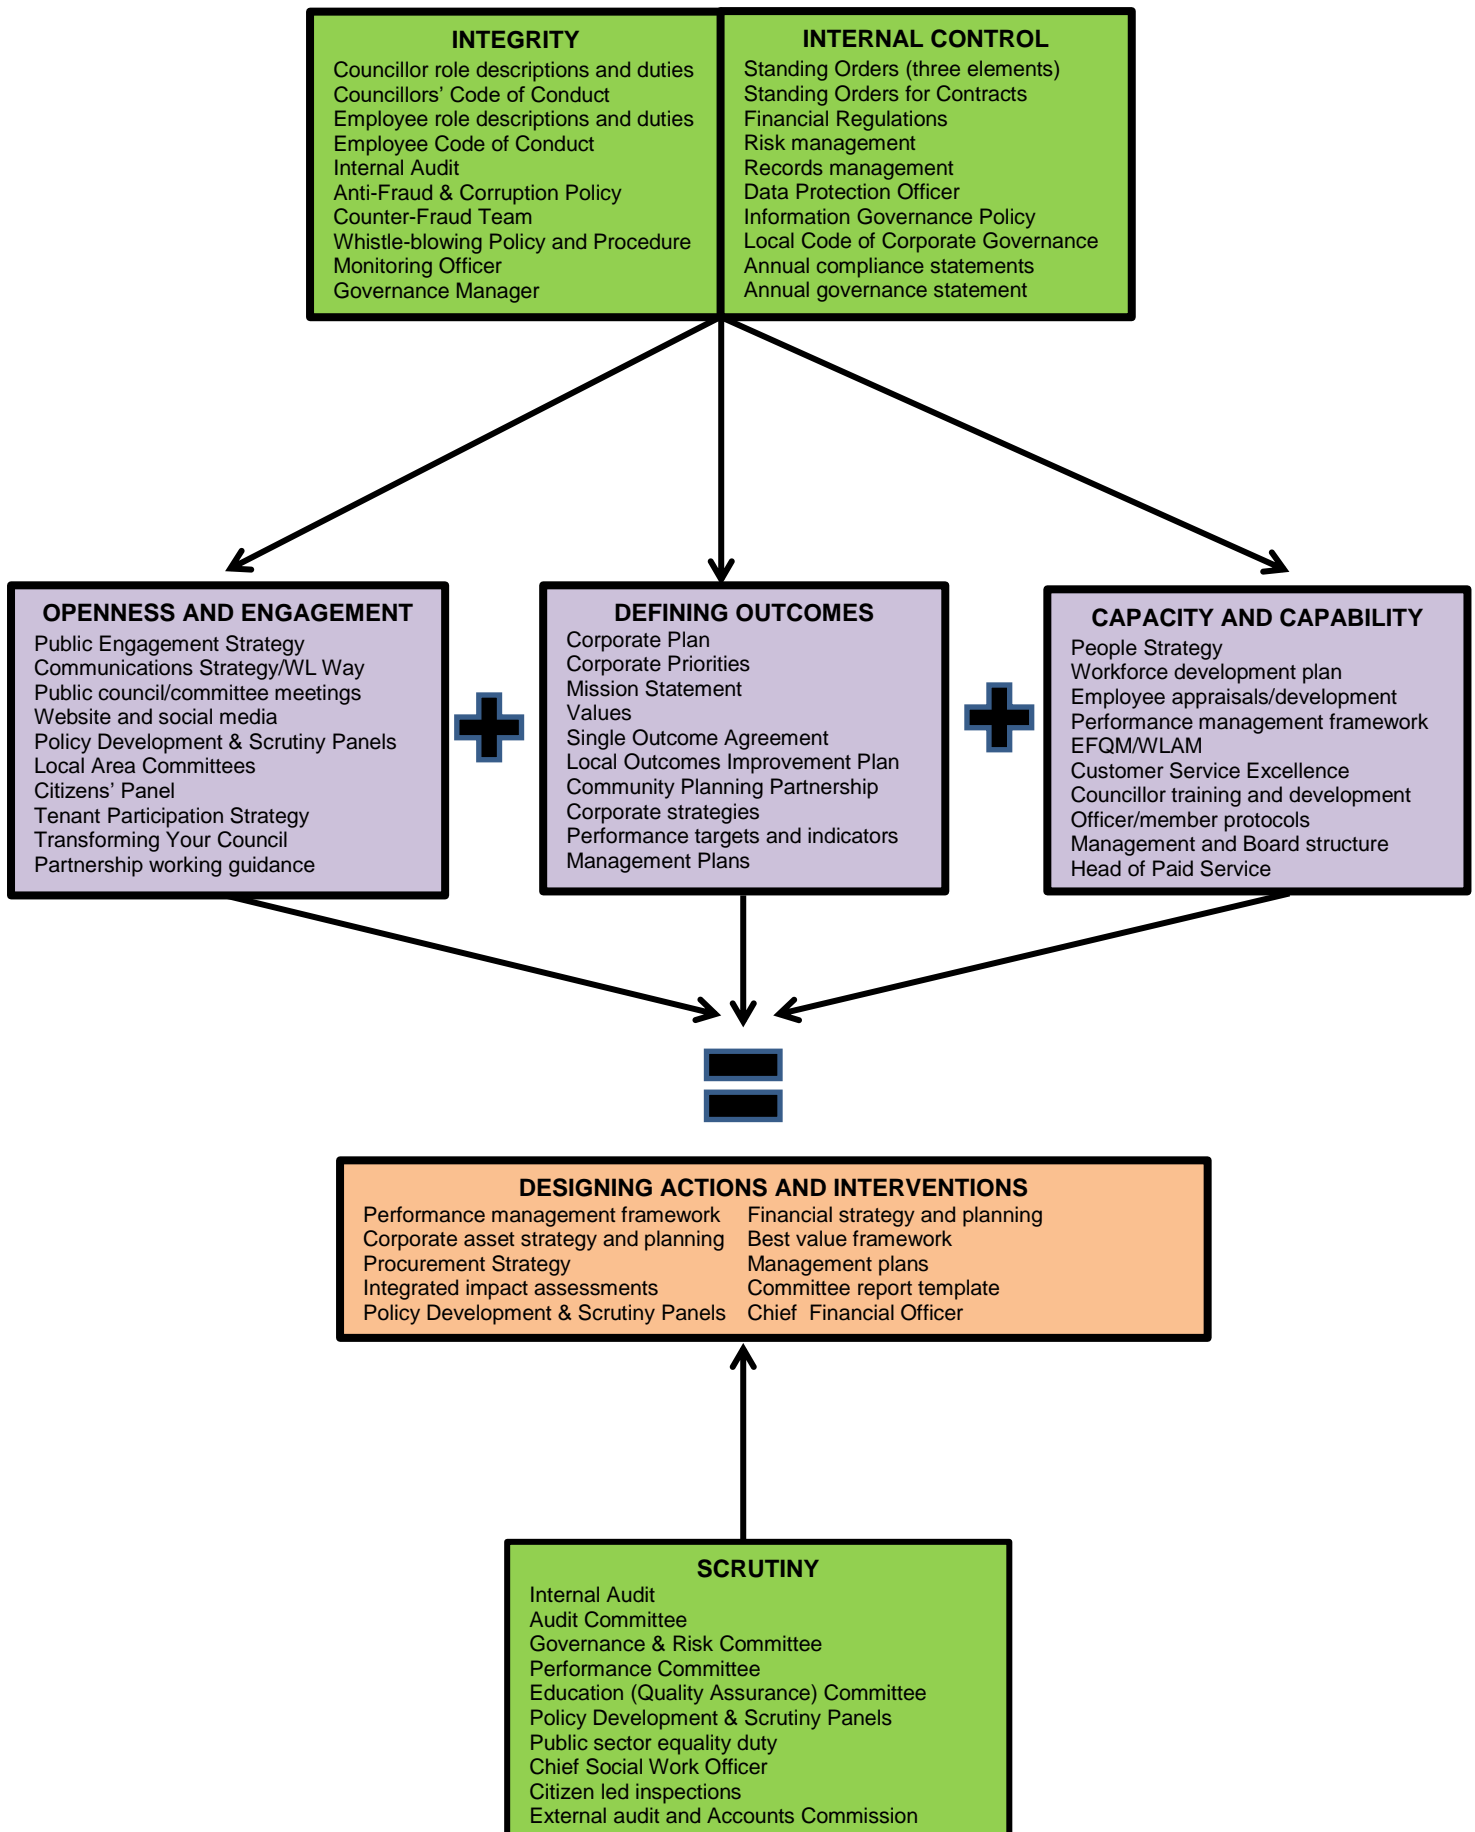 INTEGRITY
Councillor role descriptions and duties
Councillors’ Code of Conduct
Employee role descriptions and duties
Employee Code of Conduct
Internal Audit
Anti-Fraud & Corruption Policy
Counter-Fraud Team
Whistle-blowing Policy and Procedure
Monitoring Officer
Governance Manager
INTERNAL CONTROL
Standing Orders (three elements)
Standing Orders for Contracts
Financial Regulations
Risk management
Records management
Data Protection Officer
Information Governance Policy
Local Code of Corporate Governance
Annual compliance statements
Annual governance statement
OPENNESS AND ENGAGEMENT
Public Engagement Strategy
Communications Strategy/WL Way
Public council/committee meetings
Website and social media
Policy Development & Scrutiny Panels
Local Area Committees
Citizens’ Panel
Tenant Participation Strategy
Transforming Your Council
Partnership working guidance
DEFINING OUTCOMES
Corporate Plan
Corporate Priorities
Mission Statement
Values
Single Outcome Agreement
Local Outcomes Improvement Plan
Community Planning Partnership
Corporate strategies
Performance targets and indicators
Management Plans
CAPACITY AND CAPABILITY
People Strategy
Workforce development plan
Employee appraisals/development
Performance management framework
EFQM/WLAM
Customer Service Excellence
Councillor training and development
Officer/member protocols
Management and Board structure
Head of Paid Service
DESIGNING ACTIONS AND INTERVENTIONS
Performance management framework Financial strategy and planning
Corporate asset strategy and planning Best value framework
Procurement Strategy Management plans
Integrated impact assessments Committee report template
Policy Development & Scrutiny Panels Chief Financial Officer
SCRUTINY
Internal Audit
Audit Committee
Governance & Risk Committee
Performance Committee
Education (Quality Assurance) Committee
Policy Development & Scrutiny Panels
Public sector equality duty
Chief Social Work Officer
Citizen led inspections
External audit and Accounts Commission